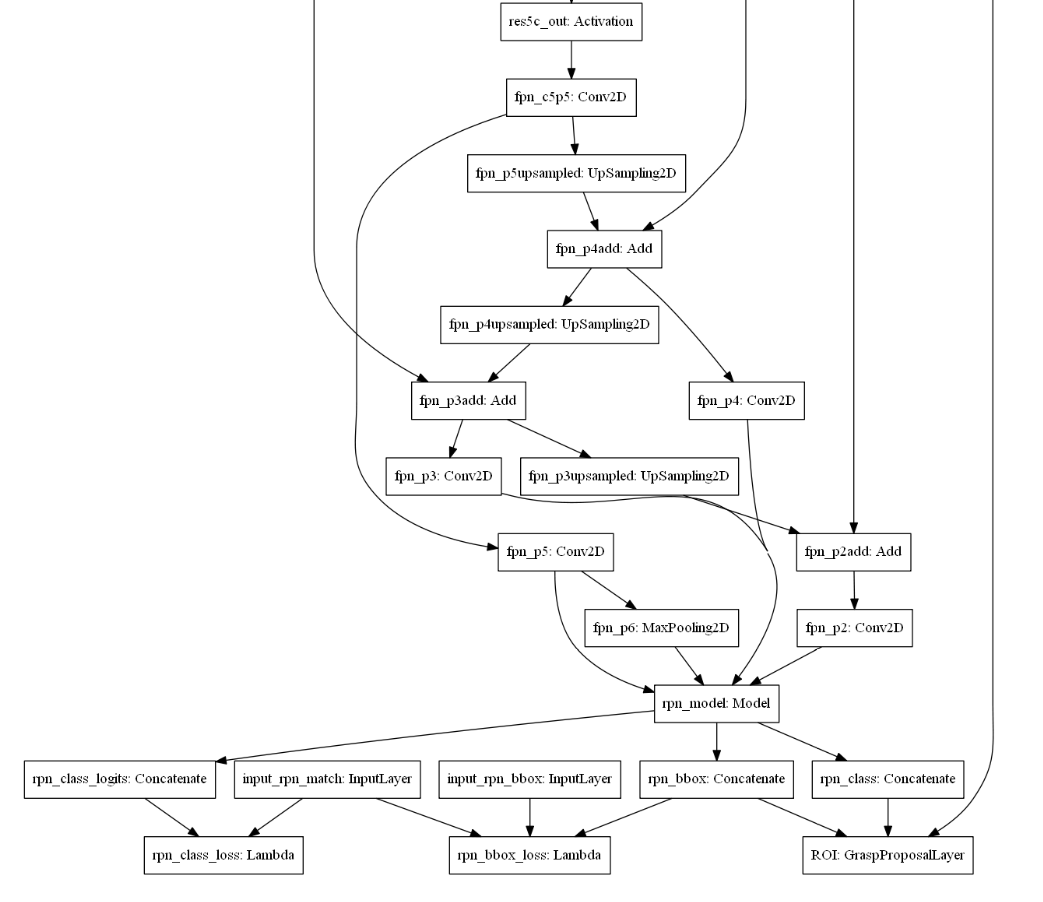 res5c_out: Activation
fpn_c5p5: Conv2D
fpn_p5upsampled: UpSampling2D
fpn_p4add: Add
fpn_p4upsampled: UpSampling2D
fpn_p3add: Add
fpn_p4: Conv2D
fpn_p3: Conv2D
fpn_p3upsampled: UpSampling2D
fpn_p5: Conv2D
fpn_p2add: Add
fpn_p6: MaxPooling2D
fpn_p2: Conv2D
rpn_model: Model
rpn_class_logits: Concatenate
input_rpn_match: InputLayer
input_rpn_bbox: InputLayer
rpn_bbox: Concatenate
rpn_class: Concatenate
rpn_class_loss: Lambda
rpn_bbox_loss: Lambda
ROI: GraspProposalLayer